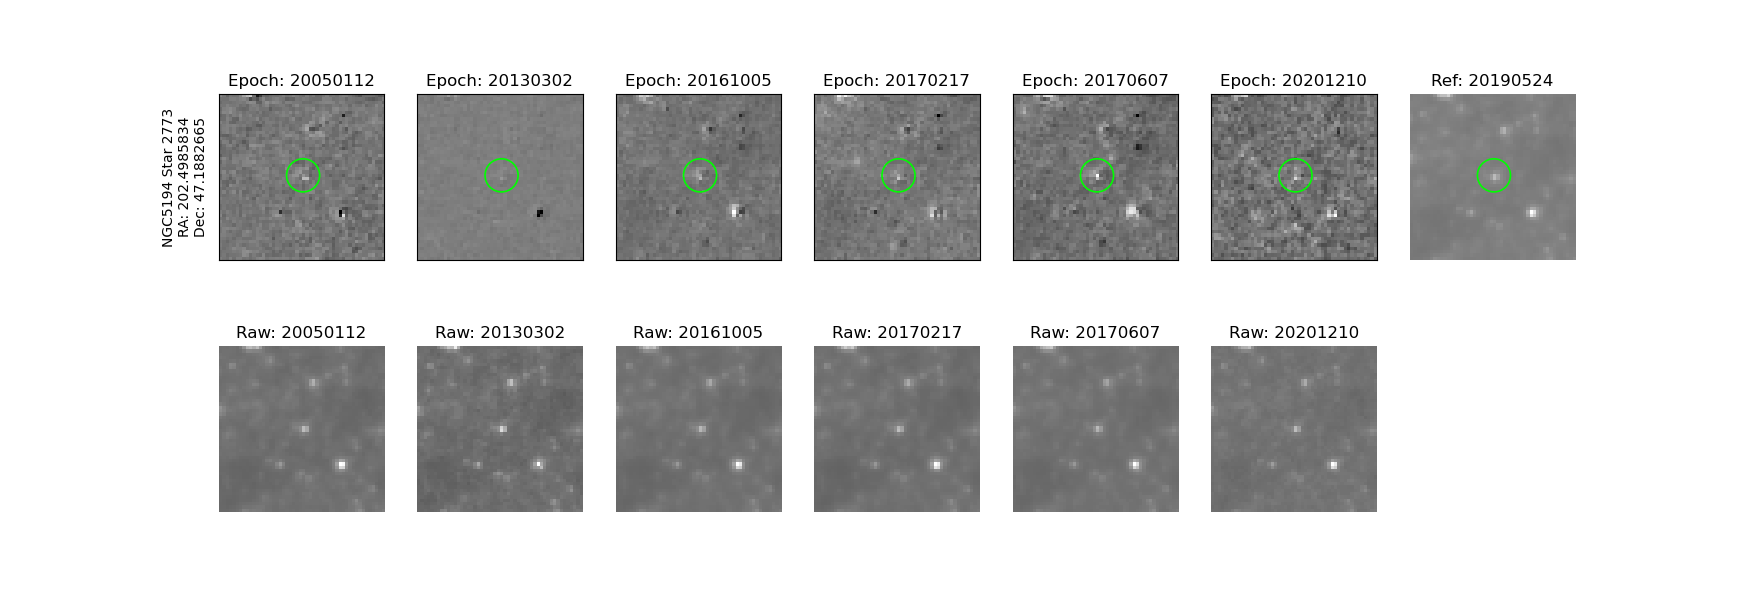 NGC5194 Star 2773
RA: 202.4985834
Dec: 47.1882665
Epoch: 20050112
Epoch: 20130302
Epoch: 20161005
Epoch: 20170217
Epoch: 20170607
Epoch: 20201210
Ref: 20190524
Raw: 20050112
Raw: 20130302
Raw: 20161005
Raw: 20170217
Raw: 20170607
Raw: 20201210